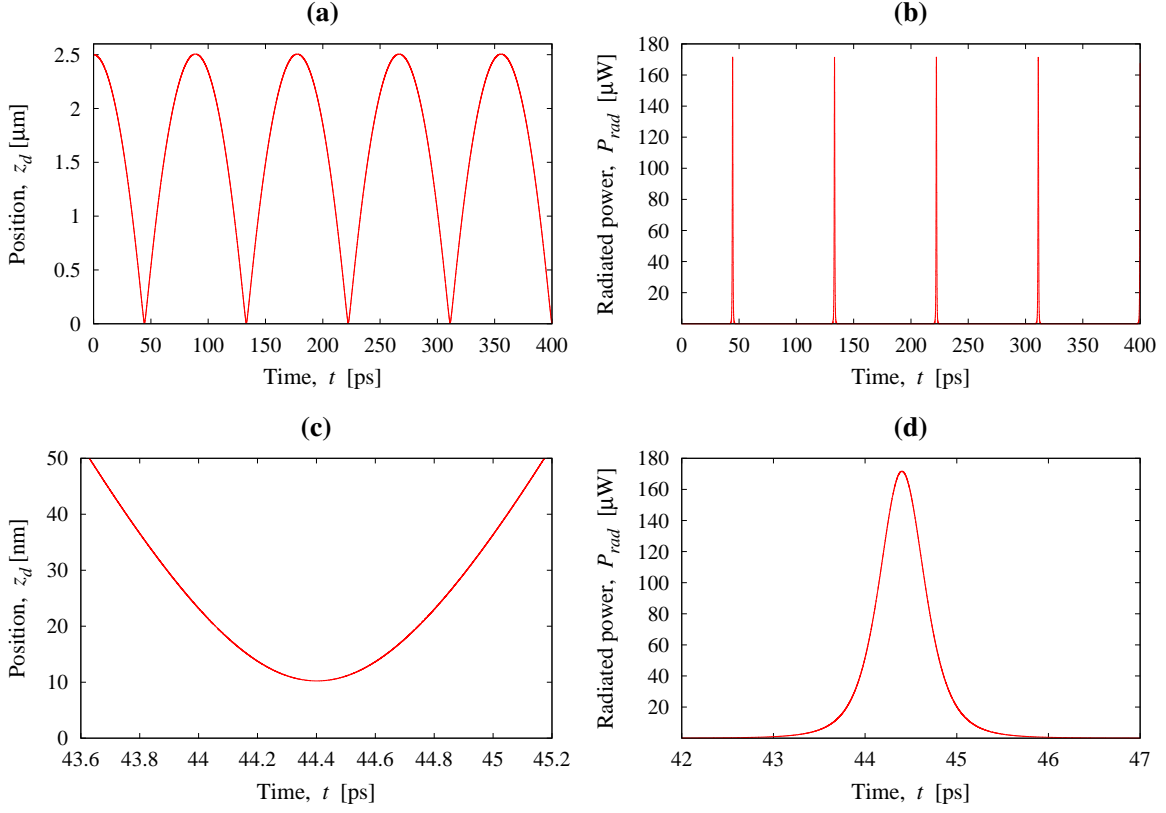 (a)
Position, z_d [μm]
2.5
2
1.5
1
0.5
0
0 50 100 150 200 250 300 350 400
Time, t [ps]
(b)
Radiated power, P_rad [μW]
180
160
140
120
100
80
60
40
20
0 50 100 150 200 250 300 350 400
Time, t [ps]
(c)
Position, z_d [nm]
50
40
30
20
10
0
43.6 43.8 44 44.2 44.4 44.6 44.8 45 45.2
Time, t [ps]
(d)
Radiated power, P_rad [μW]
180
160
140
120
100
80
60
40
20
42 43 44 45 46 47
Time, t [ps]